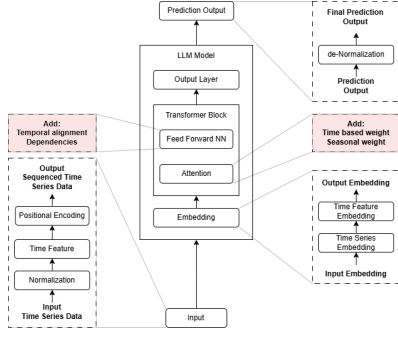 Prediction Output
Final Prediction
Output
de-Normalization
Prediction
Output
LLM Model
Output Layer
Transformer Block
Feed Forward NN
Attention
Embedding
Input
Add:
Temporal alignment
Dependencies
Add:
Time based weight
Seasonal weight
Output
Sequenced Time
Series Data
Positional Encoding
Time Feature
Normalization
Input
Time Series Data
Output Embedding
Time Feature
Embedding
Time Series
Embedding
Input Embedding